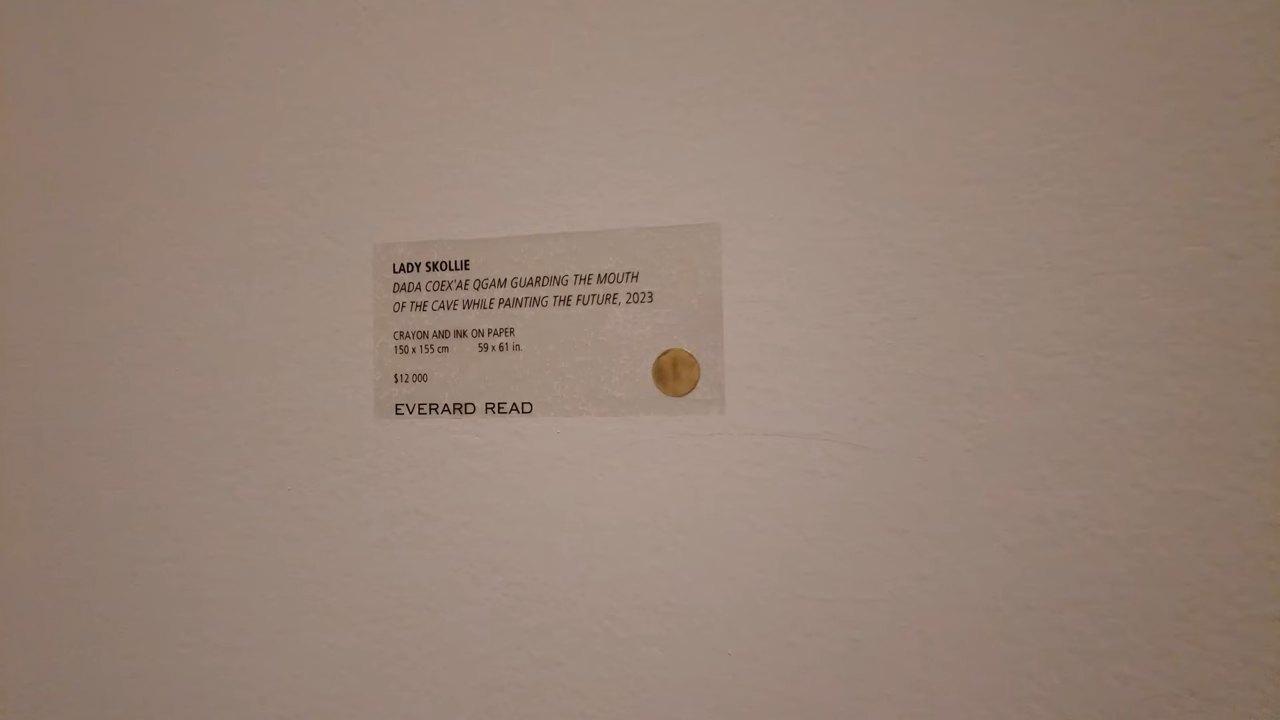 LADY SKOLLIE
DADA COEX'AE QGAM GUARDING THE MOUTH
OF THE CAVE WHILE PAINTING THE FUTURE, 2023
CRAYON AND INK ON PAPER
150 x 155 cm 59 x 61 in.
$12 000
EVERARD READ